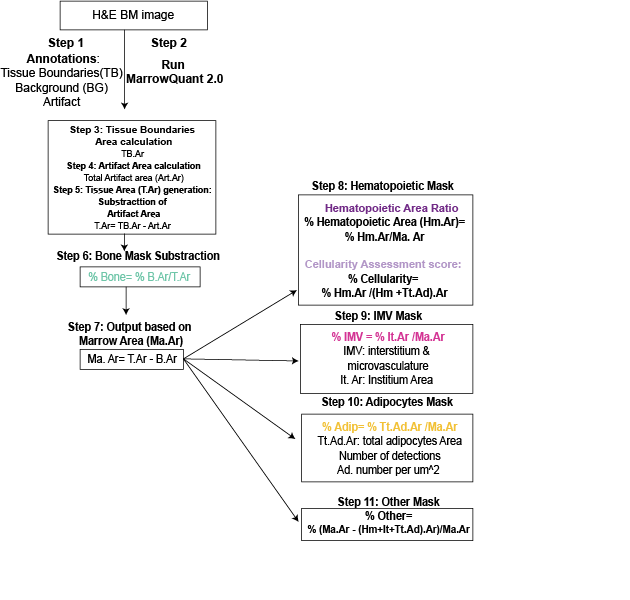 H&E BM image
Step 1
Annotations:
Tissue Boundaries(TB)
Background (BG)
Artifact
Step 2
Run
MarrowQuant 2.0
Step 3: Tissue Boundaries
Area calculation
TB.Ar
Step 4: Artifact Area calculation
Total Artifact area (Art.Ar)
Step 5: Tissue Area (T.Ar) generation:
Substracttion of
Artifact Area
T.Ar= TB.Ar - Art.Ar
Step 6: Bone Mask Substraction
% Bone= % B.Ar/T.Ar
Step 7: Output based on
Marrow Area (Ma.Ar)
Ma. Ar= T.Ar - B.Ar
Step 8: Hematopoietic Mask
Hematopoietic Area Ratio
% Hematopoietic Area (Hm.Ar)=
% Hm.Ar/Ma. Ar
Cellularity Assessment score:
% Cellularity=
% Hm.Ar /(Hm +Tt.Ad).Ar
Step 9: IMV Mask
% IMV = % It.Ar /Ma.Ar
IMV: interstitium &
microvasculature
It. Ar: Institium Area
Step 10: Adipocytes Mask
% Adip= % Tt.Ad.Ar /Ma.Ar
Tt.Ad.Ar: total adipocytes Area
Number of detections
Ad. number per um^2
Step 11: Other Mask
% Other=
% (Ma.Ar - (Hm+It+Tt.Ad).Ar)/Ma.Ar